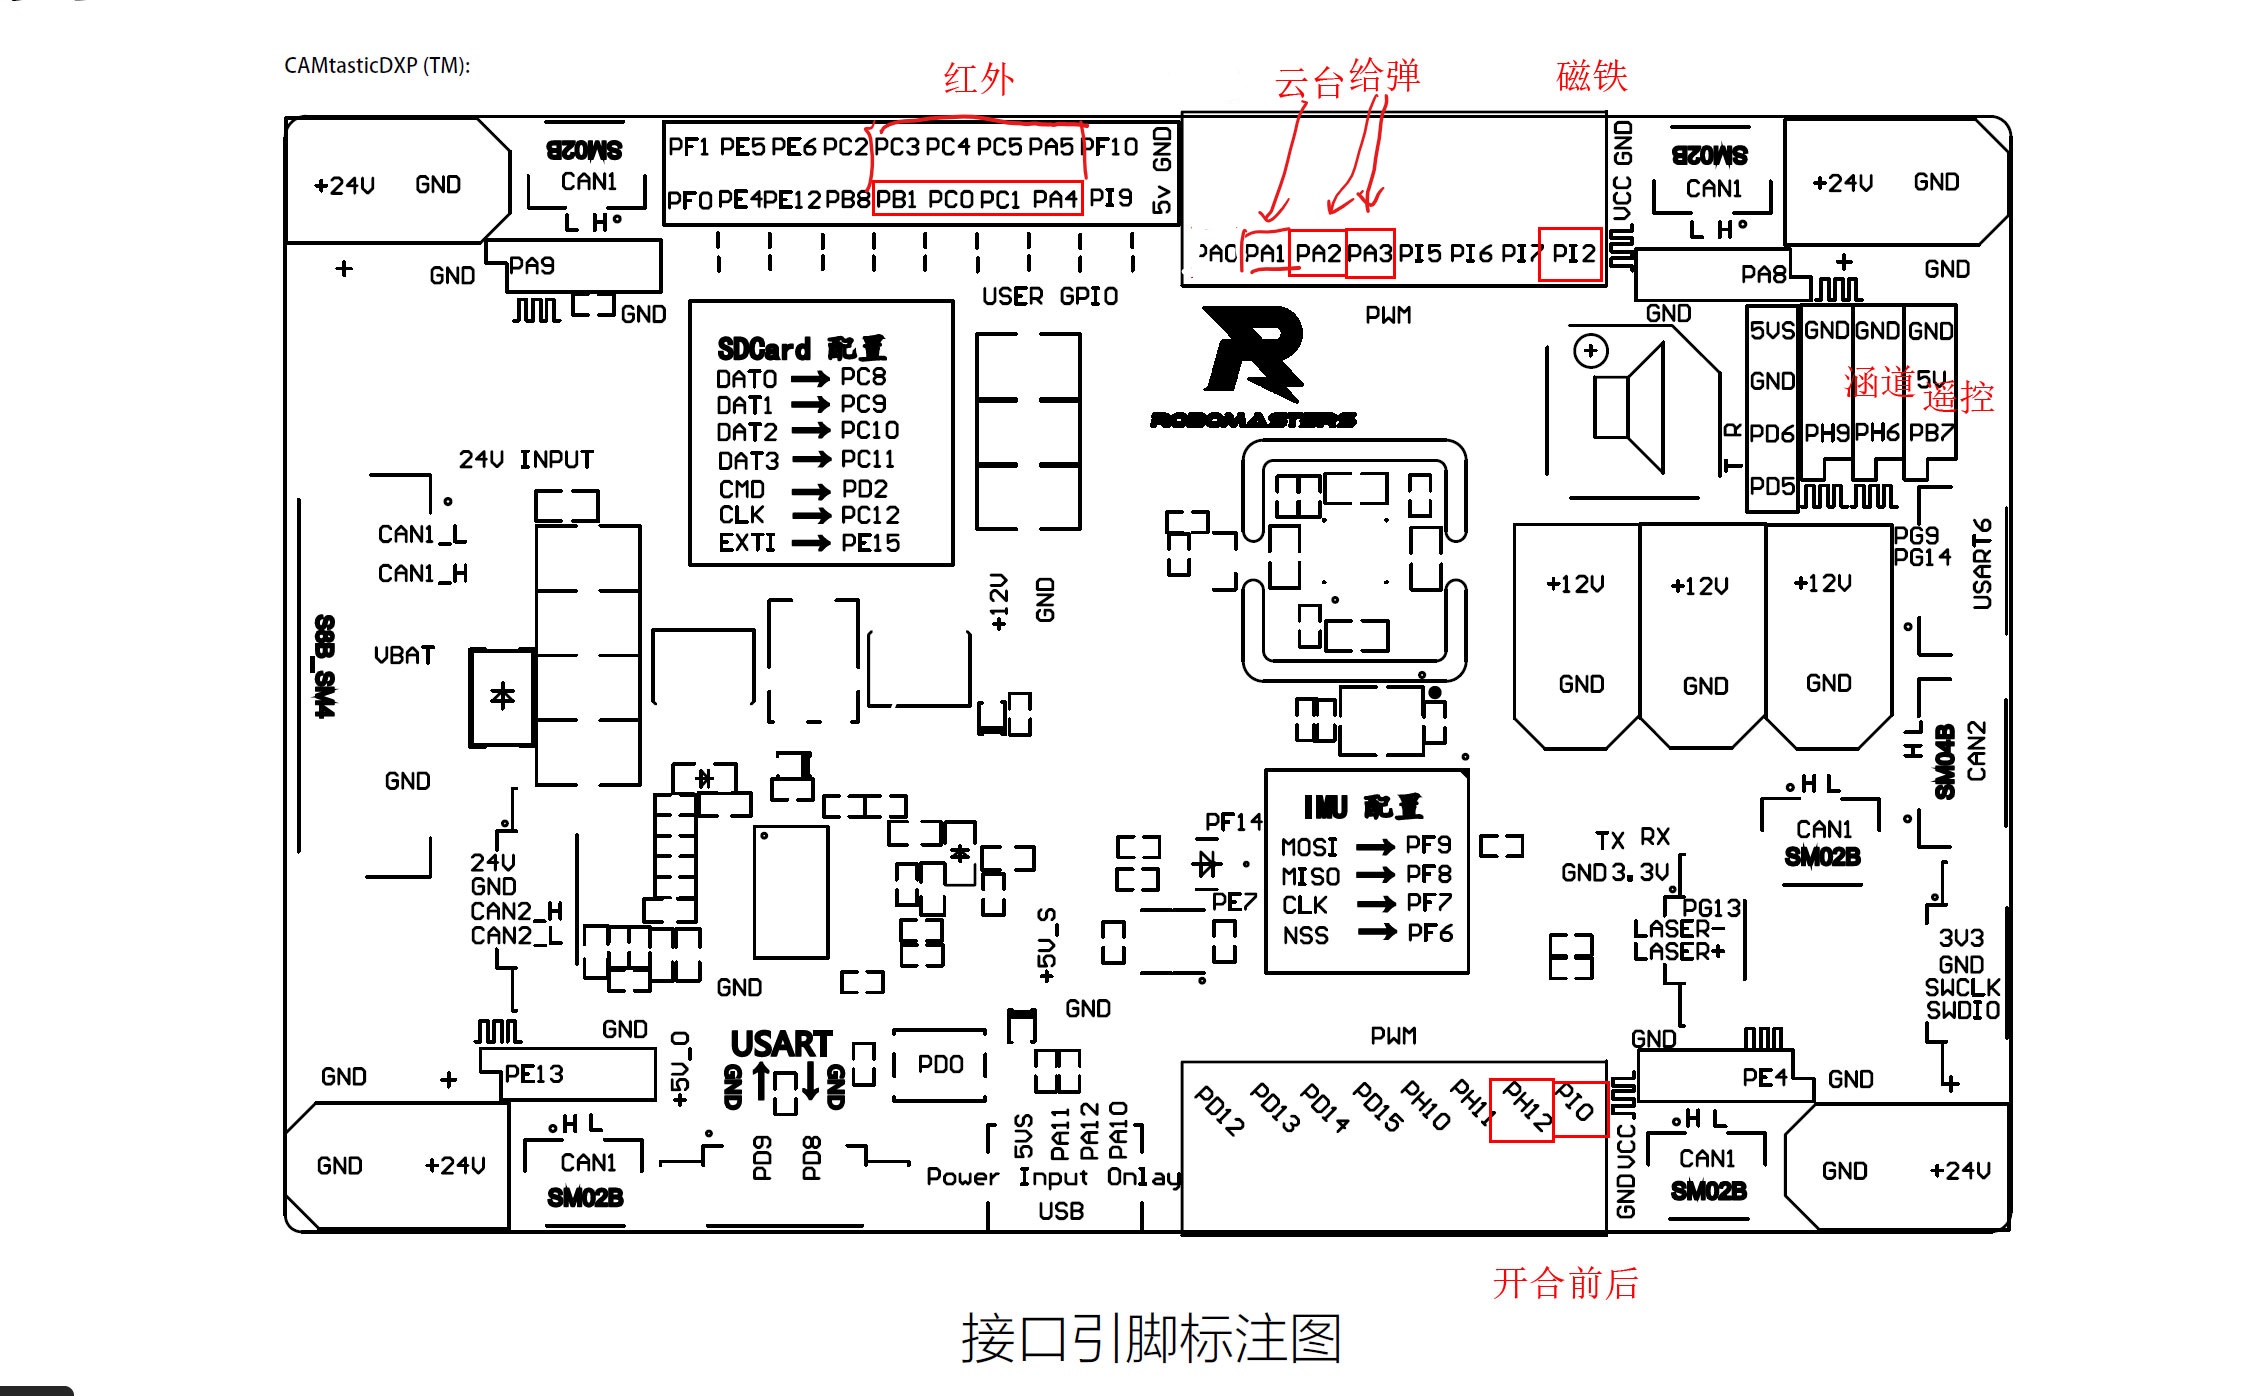 CAMtasticDXP (TM):
红外
云台 给弹
磁铁
PF1 PE5 PE6 PC2 PC3 PC4 PC5 PA5 PF10
PF0 PE4 PE12 PB8 PB1 PC0 PC1 PA4 PI9
5v GND
SM02B
CAN1
L H
+24V GND
VCC GND
SM02B
CAN1
L H
+24V GND
PA0 PA1 PA2 PA3 PI5 PI6 PI7 PI2
GND
PA9
GND
USER GPIO
PWM
PA8
GND
GND
SDCard 配置
DAT0 PC8
DAT1 PC9
DAT2 PC10
DAT3 PC11
CMD PD2
CLK PC12
EXTI PE15
ROBOMASTERS
5VS GND GND GND
GND 5V
涵道 遥控
T R
PD6 PH9 PH6 PB7
PD5
24V INPUT
CAN1_L
CAN1_H
S8B_SM4
VBAT
GND
+12V GND
+12V +12V +12V
GND GND GND
PG9
PG14
USART6
H L
SM04B
CAN2
H L
CAN1
SM02B
24V
GND
CAN2_H
CAN2_L
PF14
PE7
IMU 配置
MOSI PF9
MISO PF8
CLK PF7
NSS PF6
TX RX
GND 3.3V
PG13
LASER-
LASER+
3V3
GND
SWCLK
SWDIO
+5V_S
GND
GND
GND
+5V_O
USART
GND GND
PD0
PWM
GND
PE13
GND
PE4
GND
PD9 PD8
5VS PA11 PA12 PA10
Power Input Onlay
USB
PD12 PD13 PD14 PD15 PH10 PH11 PH12 PI0
GND VCC
H L
CAN1
SM02B
GND +24V
H L
CAN1
SM02B
GND +24V
开合前后
接口引脚标注图